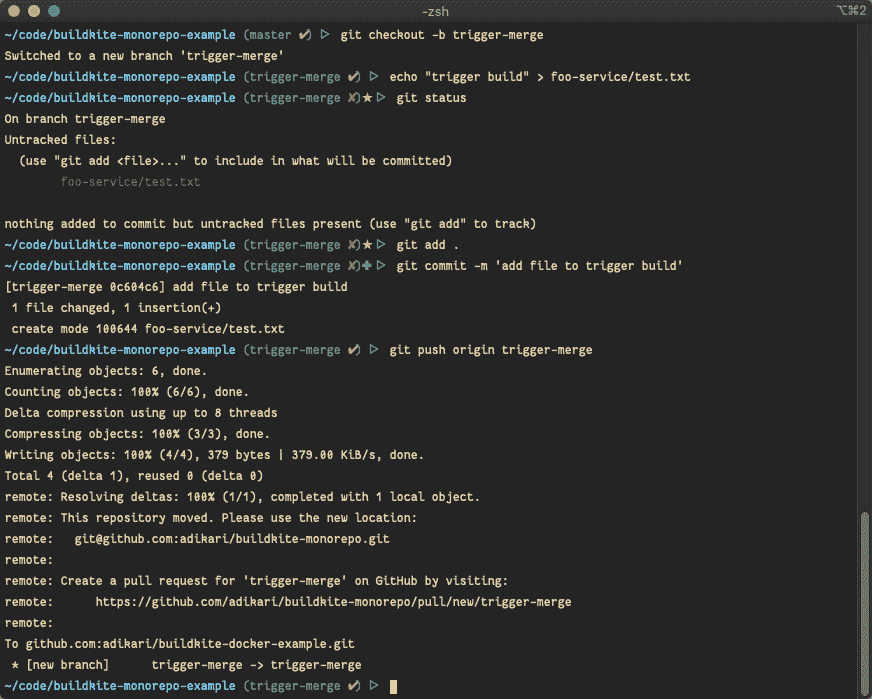 -zsh
⌥⌘2
~/code/buildkite-monorepo-example (master ✔) ▷ git checkout -b trigger-merge
Switched to a new branch 'trigger-merge'
~/code/buildkite-monorepo-example (trigger-merge ✔) ▷ echo "trigger build" > foo-service/test.txt
~/code/buildkite-monorepo-example (trigger-merge ✘)★▷ git status
On branch trigger-merge
Untracked files:
  (use "git add <file>..." to include in what will be committed)
        foo-service/test.txt

nothing added to commit but untracked files present (use "git add" to track)
~/code/buildkite-monorepo-example (trigger-merge ✘)★▷ git add .
~/code/buildkite-monorepo-example (trigger-merge ✘)✚▷ git commit -m 'add file to trigger build'
[trigger-merge 0c604c6] add file to trigger build
 1 file changed, 1 insertion(+)
 create mode 100644 foo-service/test.txt
~/code/buildkite-monorepo-example (trigger-merge ✔) ▷ git push origin trigger-merge
Enumerating objects: 6, done.
Counting objects: 100% (6/6), done.
Delta compression using up to 8 threads
Compressing objects: 100% (3/3), done.
Writing objects: 100% (4/4), 379 bytes | 379.00 KiB/s, done.
Total 4 (delta 1), reused 0 (delta 0)
remote: Resolving deltas: 100% (1/1), completed with 1 local object.
remote: This repository moved. Please use the new location:
remote:   git@github.com:adikari/buildkite-monorepo.git
remote:
remote: Create a pull request for 'trigger-merge' on GitHub by visiting:
remote:      https://github.com/adikari/buildkite-monorepo/pull/new/trigger-merge
remote:
To github.com:adikari/buildkite-docker-example.git
 * [new branch]      trigger-merge -> trigger-merge
~/code/buildkite-monorepo-example (trigger-merge ✔) ▷